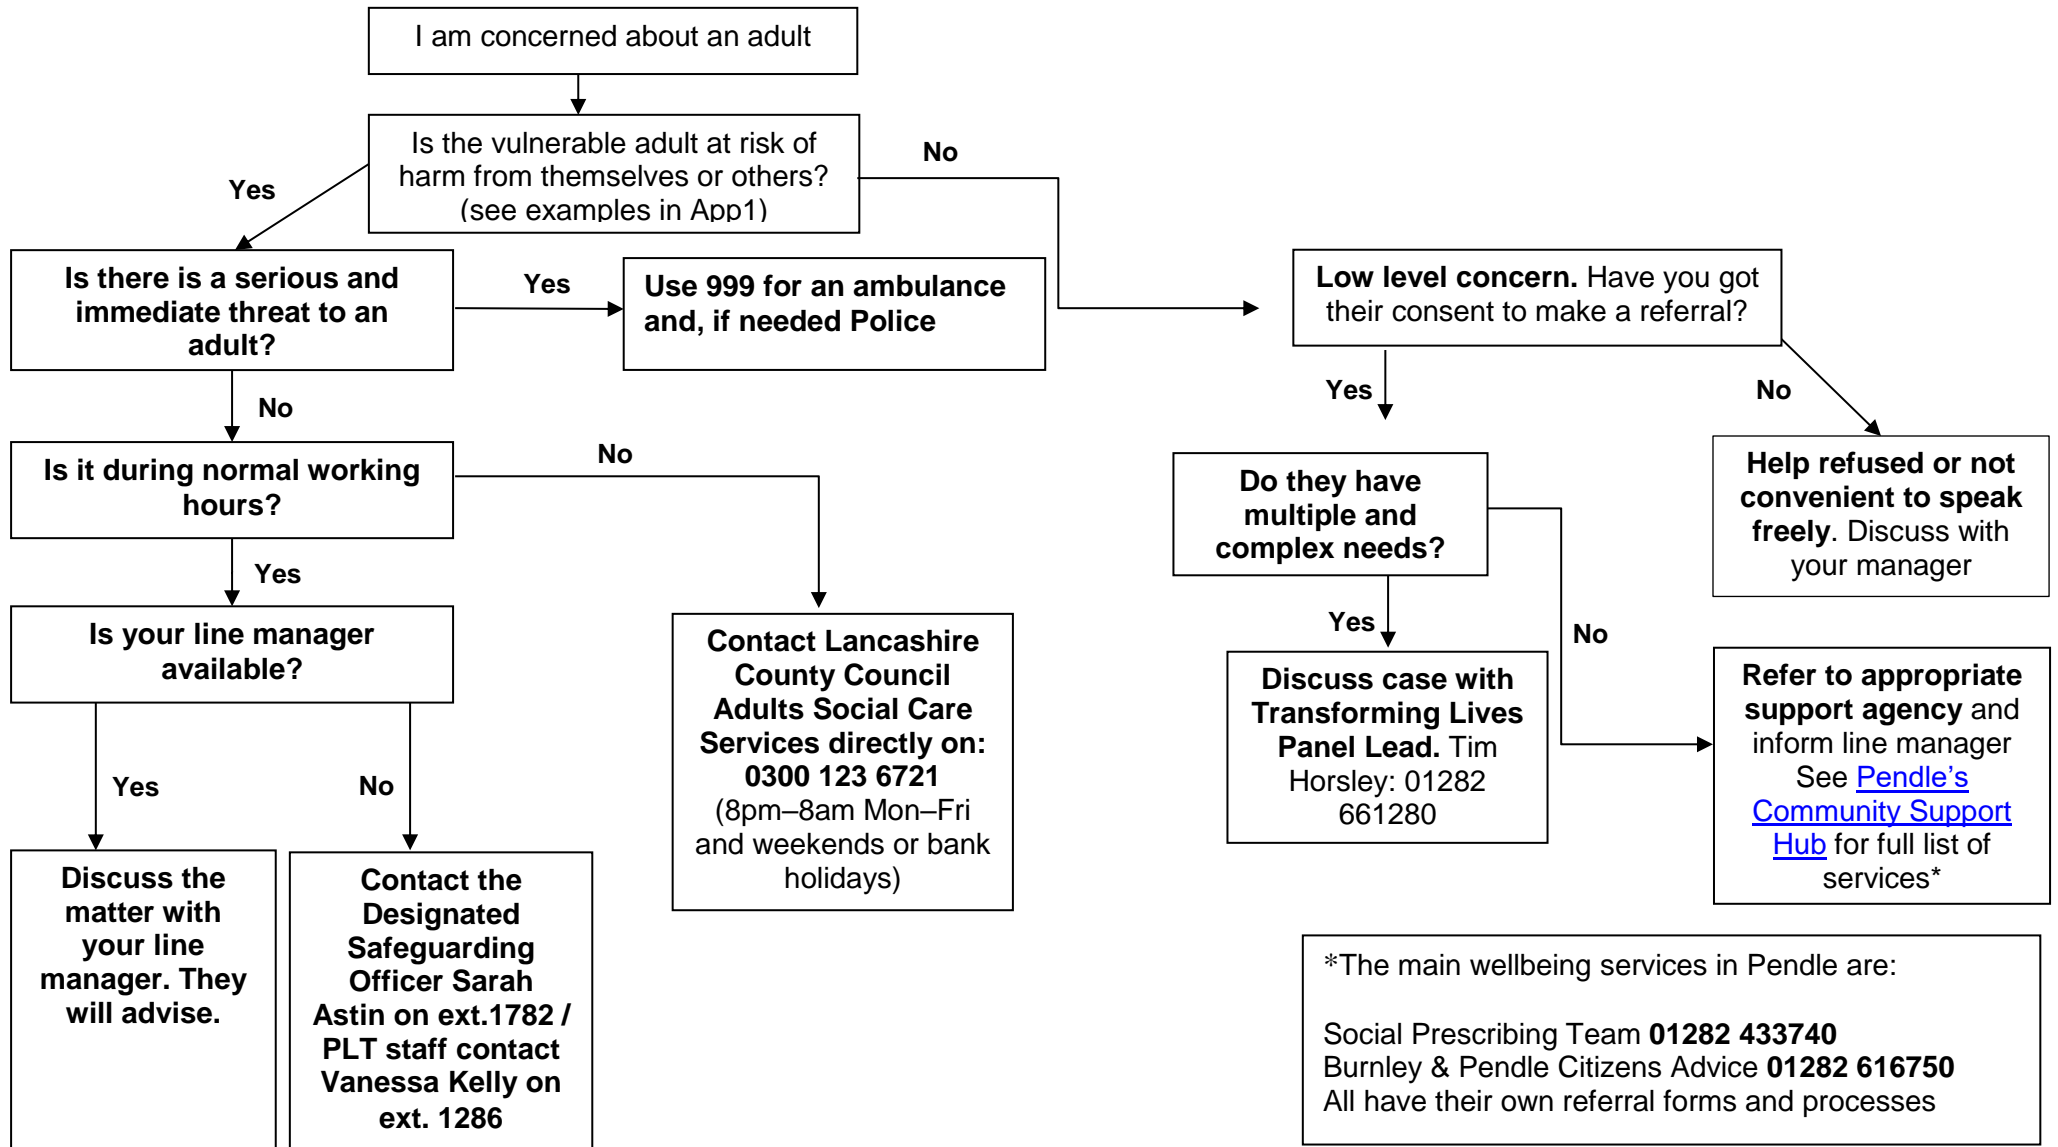 I am concerned about an adult
Is the vulnerable adult at risk of
harm from themselves or others?
(see examples in App1)
No
Yes
Is there is a serious and
immediate threat to an
adult?
Yes
Use 999 for an ambulance
and, if needed Police
Low level concern. Have you got
their consent to make a referral?
No
Yes
No
Is it during normal working
hours?
No
Do they have
multiple and
complex needs?
Help refused or not
convenient to speak
freely. Discuss with
your manager
Yes
Is your line manager
available?
Contact Lancashire
County Council
Adults Social Care
Services directly on:
0300 123 6721
(8pm–8am Mon–Fri
and weekends or bank
holidays)
Yes
No
Discuss case with
Transforming Lives
Panel Lead. Tim
Horsley: 01282
661280
Refer to appropriate
support agency and
inform line manager
See Pendle’s
Community Support
Hub for full list of
services*
Yes
No
Discuss the
matter with
your line
manager. They
will advise.
Contact the
Designated
Safeguarding
Officer Sarah
Astin on ext.1782 /
PLT staff contact
Vanessa Kelly on
ext. 1286
*The main wellbeing services in Pendle are:
Social Prescribing Team 01282 433740
Burnley & Pendle Citizens Advice 01282 616750
All have their own referral forms and processes